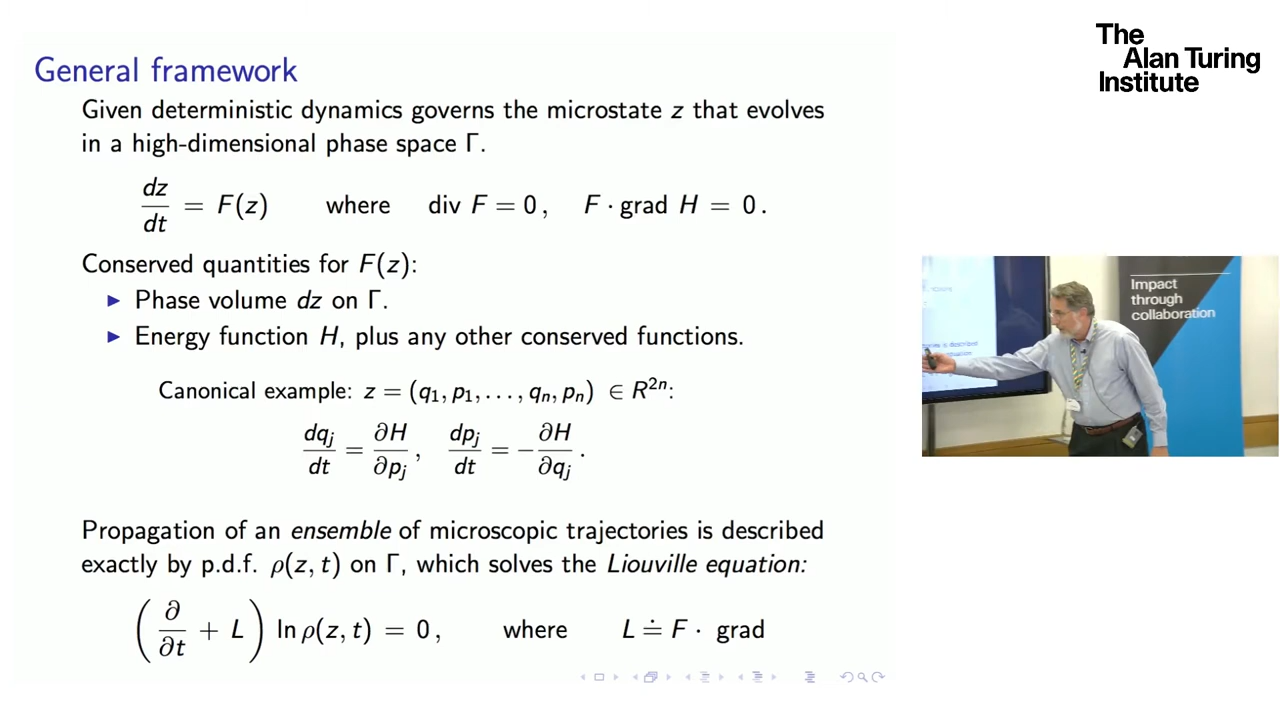 The
Alan Turing
Institute
General framework
Given deterministic dynamics governs the microstate z that evolves
in a high-dimensional phase space Γ.
dz/dt = F(z) where div F = 0, F · grad H = 0.
Conserved quantities for F(z):
▶ Phase volume dz on Γ.
▶ Energy function H, plus any other conserved functions.
Canonical example: z = (q₁, p₁, . . . , qₙ, pₙ) ∈ R²ⁿ:
dqⱼ/dt = ∂H/∂pⱼ, dpⱼ/dt = −∂H/∂qⱼ.
Propagation of an ensemble of microscopic trajectories is described
exactly by p.d.f. ρ(z, t) on Γ, which solves the Liouville equation:
(∂/∂t + L) ln ρ(z, t) = 0, where L ≐ F · grad
Impact
through
collaboration